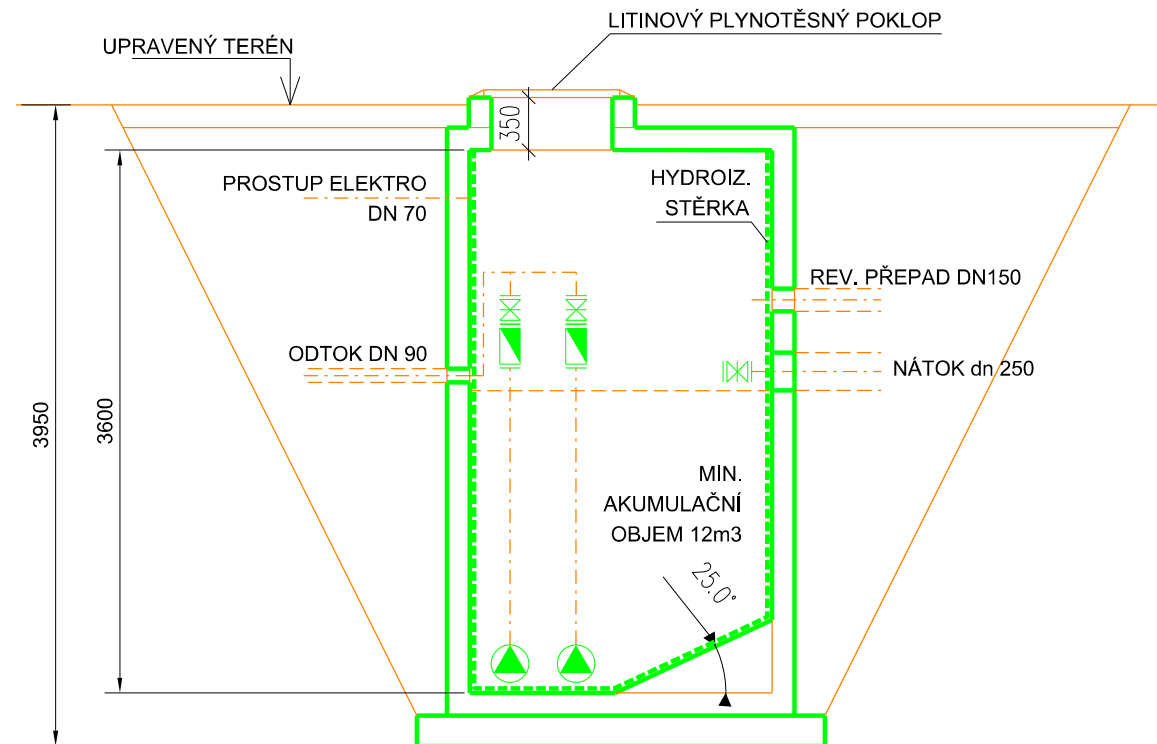 LITINOVÝ PLYNOTĚSNÝ POKLOP
UPRAVENÝ TERÉN
350
PROSTUP ELEKTRO
DN 70
HYDROIZ.
STĚRKA
REV. PŘEPAD DN150
ODTOK DN 90
NÁTOK dn 250
3950
3600
MIN.
AKUMULAČNÍ
OBJEM 12m3
25.0°